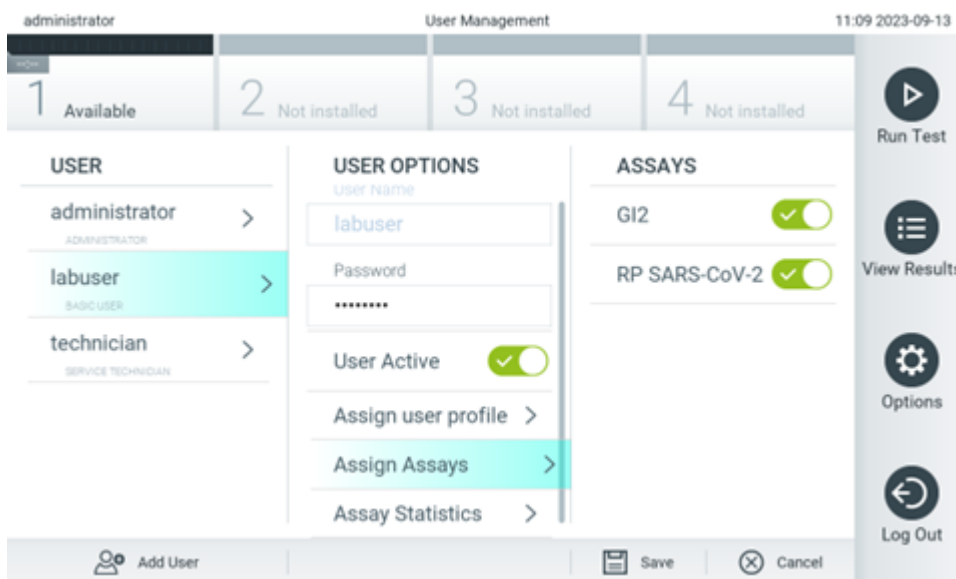 administrator
User Management
11:09 2023-09-13
--:--
1 Available
2 Not installed
3 Not installed
4 Not installed
Run Test
View Results
Options
Log Out
USER
administrator
ADMINISTRATOR
labuser
BASIC USER
technician
SERVICE TECHNICIAN
USER OPTIONS
User Name
labuser
Password
••••••••
User Active
Assign user profile
Assign Assays
Assay Statistics
ASSAYS
GI2
RP SARS-CoV-2
Add User
Save
Cancel